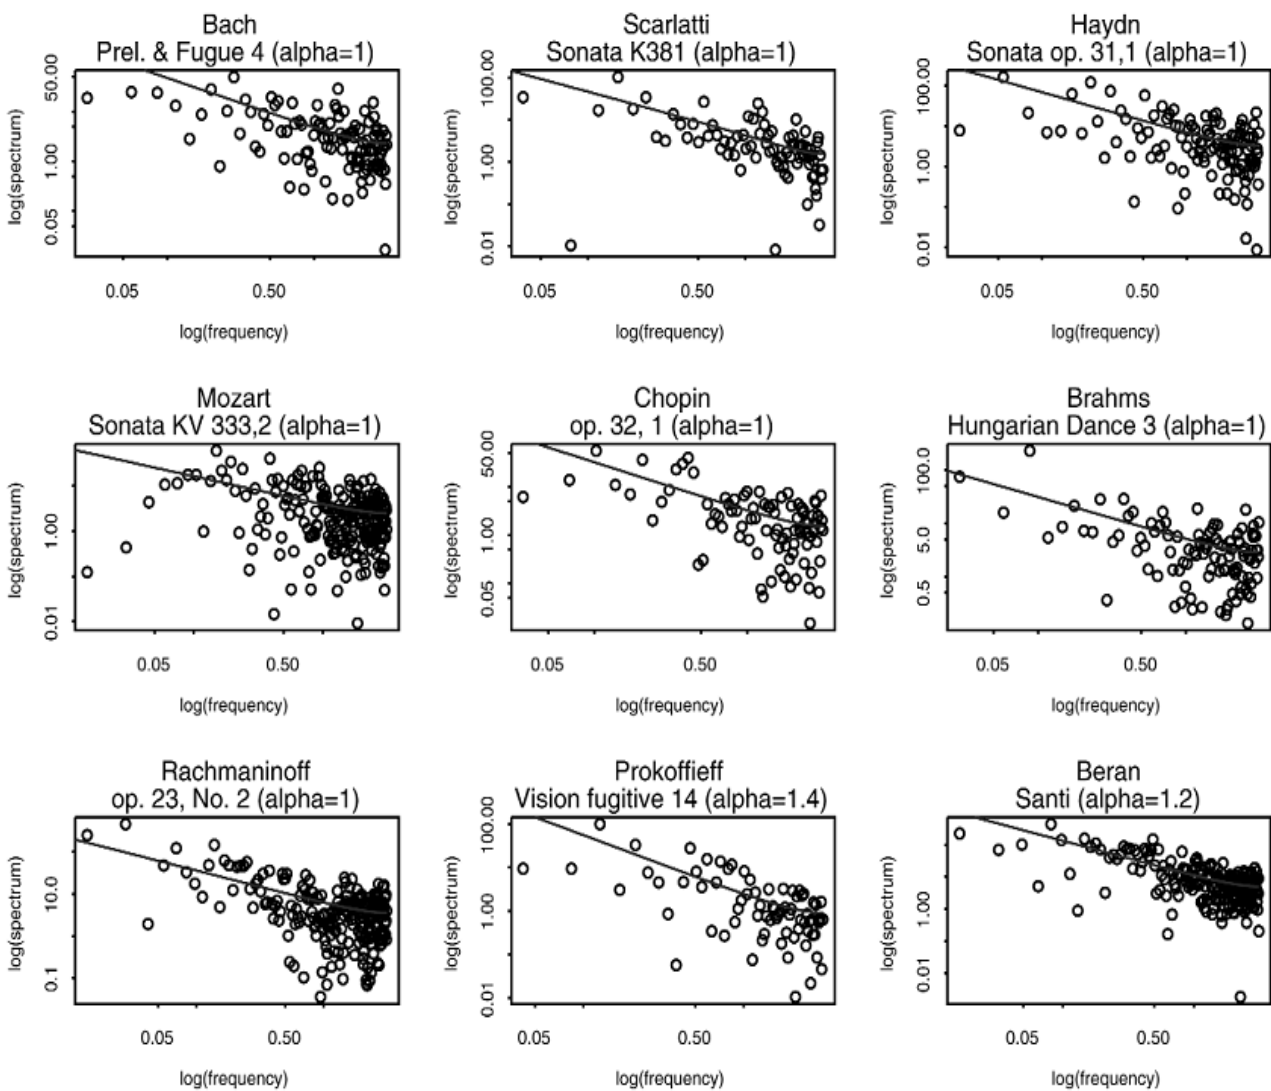 Bach
Prel. & Fugue 4 (alpha=1)
log(spectrum)
50.00
1.00
0.05
0.05 0.50
log(frequency)
Scarlatti
Sonata K381 (alpha=1)
log(spectrum)
100.00
1.00
0.01
0.05 0.50
log(frequency)
Haydn
Sonata op. 31,1 (alpha=1)
log(spectrum)
100.00
1.00
0.01
0.05 0.50
log(frequency)
Mozart
Sonata KV 333,2 (alpha=1)
log(spectrum)
1.00
0.01
0.05 0.50
log(frequency)
Chopin
op. 32, 1 (alpha=1)
log(spectrum)
50.00
1.00
0.05
0.05 0.50
log(frequency)
Brahms
Hungarian Dance 3 (alpha=1)
log(spectrum)
100.0
5.0
0.5
0.05 0.50
log(frequency)
Rachmaninoff
op. 23, No. 2 (alpha=1)
log(spectrum)
10.0
0.1
0.05 0.50
log(frequency)
Prokoffieff
Vision fugitive 14 (alpha=1.4)
log(spectrum)
100.00
1.00
0.01
0.05 0.50
log(frequency)
Beran
Santi (alpha=1.2)
log(spectrum)
1.00
0.01
0.05 0.50
log(frequency)